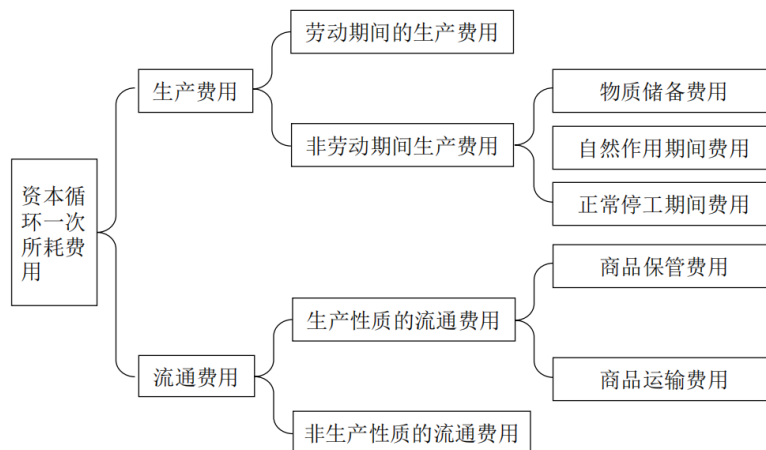 劳动期间的生产费用
生产费用
物质储备费用
非劳动期间生产费用
自然作用期间费用
正常停工期间费用
资本循
环一次
所耗费
用
商品保管费用
生产性质的流通费用
流通费用
商品运输费用
非生产性质的流通费用